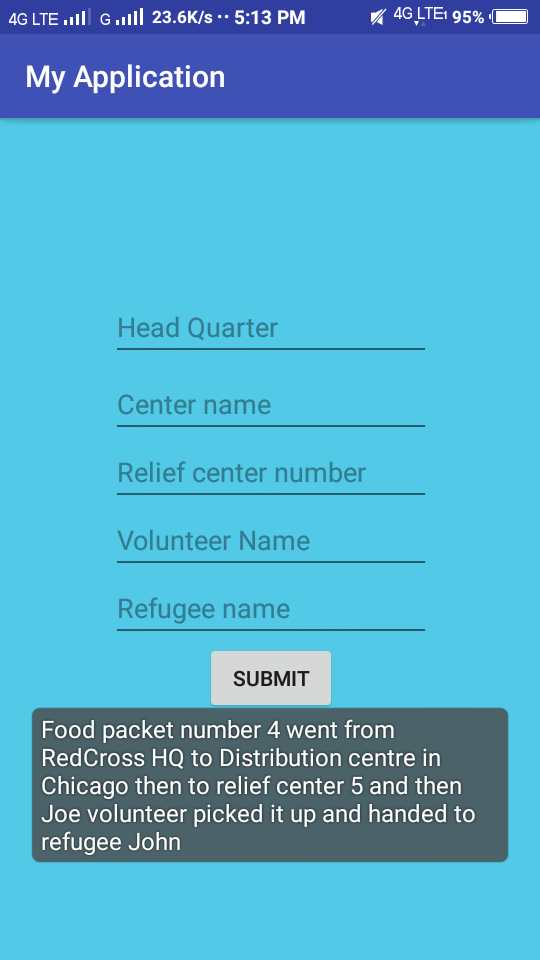 4G LTE G 23.6K/s ·· 5:13 PM 4G LTE1 95%
My Application
Head Quarter
Center name
Relief center number
Volunteer Name
Refugee name
SUBMIT
Food packet number 4 went from
RedCross HQ to Distribution centre in
Chicago then to relief center 5 and then
Joe volunteer picked it up and handed to
refugee John